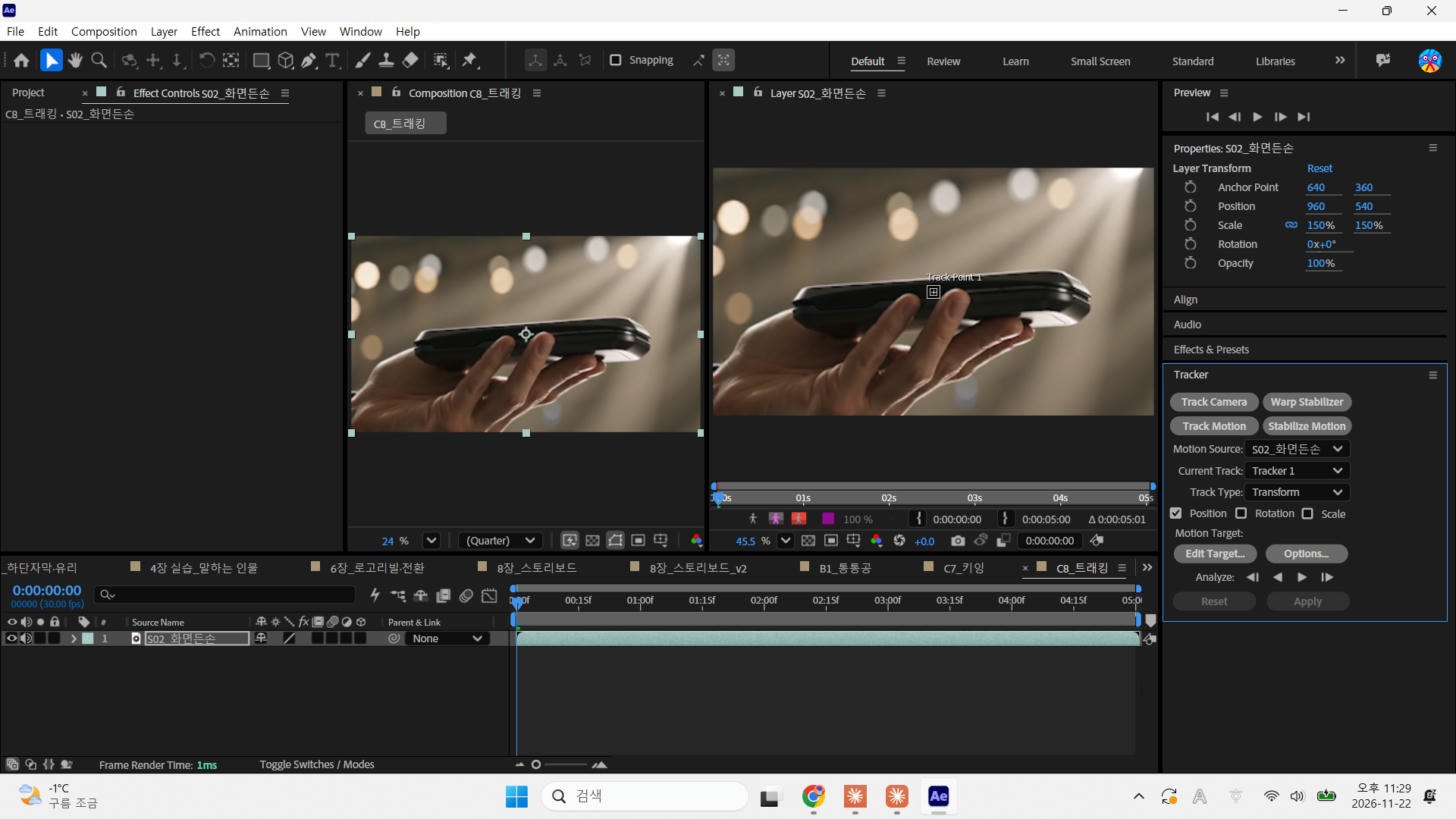 Ae
File Edit Composition Layer Effect Animation View Window Help
Snapping
Default Review Learn Small Screen Standard Libraries
Project Effect Controls S02_화면든손
C8_트래킹 • S02_화면든손
Composition C8_트래킹
C8_트래킹
Layer S02_화면든손
Track Point 1
24 % (Quarter)
0s 01s 02s 03s 04s 05s
100 % 0:00:00:00 0:00:05:00 Δ 0:00:05:01
45.5 % +0.0 0:00:00:00
Preview
Properties: S02_화면든손
Layer Transform Reset
Anchor Point 640 360
Position 960 540
Scale 150% 150%
Rotation 0x+0°
Opacity 100%
Align
Audio
Effects & Presets
Tracker
Track Camera Warp Stabilizer
Track Motion Stabilize Motion
Motion Source: S02_화면든손
Current Track: Tracker 1
Track Type: Transform
Position Rotation Scale
Motion Target:
Edit Target... Options...
Analyze:
Reset Apply
_하단자막·유리 4장 실습_말하는 인물 6장_로고리빌·전환 8장_스토리보드 8장_스토리보드_v2 B1_통통공 C7_키잉 C8_트래킹
0:00:00:00
00000 (30.00 fps)
00f 00:15f 01:00f 01:15f 02:00f 02:15f 03:00f 03:15f 04:00f 04:15f 05:0
# Source Name fx Parent & Link
1 S02_화면든손 None
Frame Render Time: 1ms Toggle Switches / Modes
-1°C
구름 조금
검색
Ae
A
오후 11:29
2026-11-22